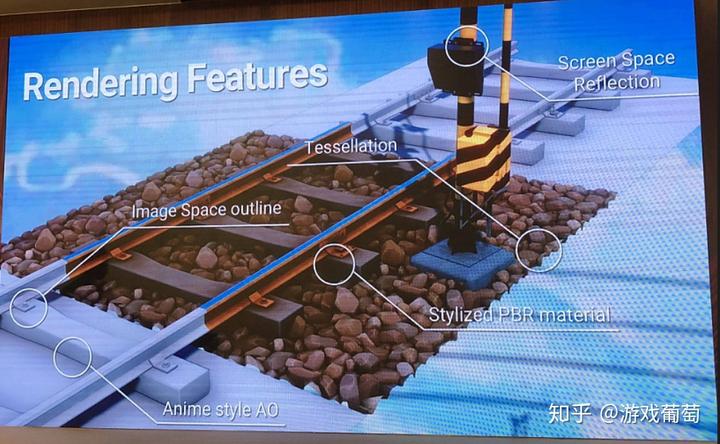 Rendering Features
Screen Space
Reflection
Tessellation
Image Space outline
Stylized PBR material
Anime style AO
知乎 @游戏葡萄